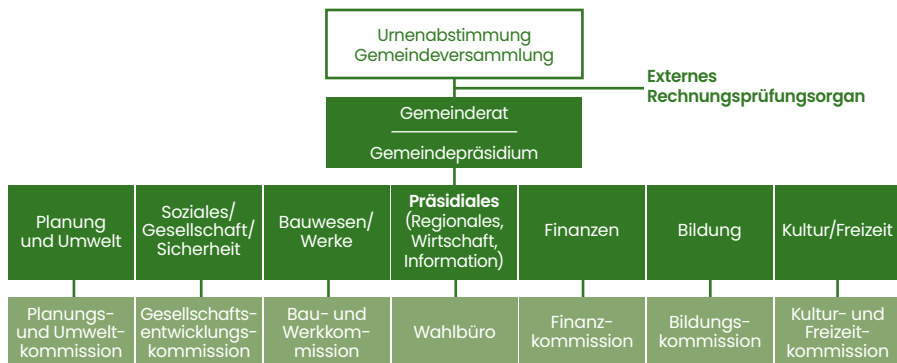 Urnenabstimmung
Gemeindeversammlung
Externes
Rechnungsprüfungsorgan
Gemeinderat
Gemeindepräsidium
Planung
und Umwelt
Soziales/
Gesellschaft/
Sicherheit
Bauwesen/
Werke
Präsidiales
(Regionales,
Wirtschaft,
Information)
Finanzen
Bildung
Kultur/Freizeit
Planungs-
und Umwelt-
kommission
Gesellschafts-
entwicklungs-
kommission
Bau- und
Werkkom-
mission
Wahlbüro
Finanz-
kommission
Bildungs-
kommission
Kultur- und
Freizeit-
kommission